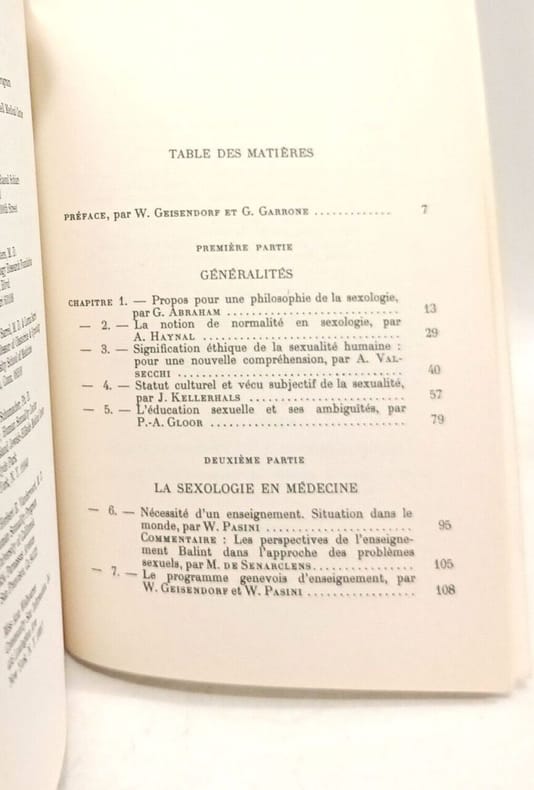 TABLE DES MATIÈRES
PRÉFACE, par W. GEISENDORF ET G. GARRONE ............. 7
PREMIÈRE PARTIE
GÉNÉRALITÉS
CHAPITRE 1. — Propos pour une philosophie de la sexologie,
par G. ABRAHAM ........................ 13
— 2. — La notion de normalité en sexologie, par
A. HAYNAL ........................ 29
— 3. — Signification éthique de la sexualité humaine :
pour une nouvelle compréhension, par A. VAL-
SECCHI ........................ 40
— 4. — Statut culturel et vécu subjectif de la sexualité,
par J. KELLERHALS ........................ 57
— 5. — L'éducation sexuelle et ses ambiguïtés, par
P.-A. GLOOR ........................ 79
DEUXIÈME PARTIE
LA SEXOLOGIE EN MÉDECINE
— 6. — Nécessité d'un enseignement. Situation dans le
monde, par W. PASINI ........................ 95
COMMENTAIRE : Les perspectives de l'enseigne-
ment Balint dans l'approche des problèmes
sexuels, par M. DE SENARCLENS ............ 105
— 7. — Le programme genevois d'enseignement, par
W. GEISENDORF et W. PASINI ............ 108